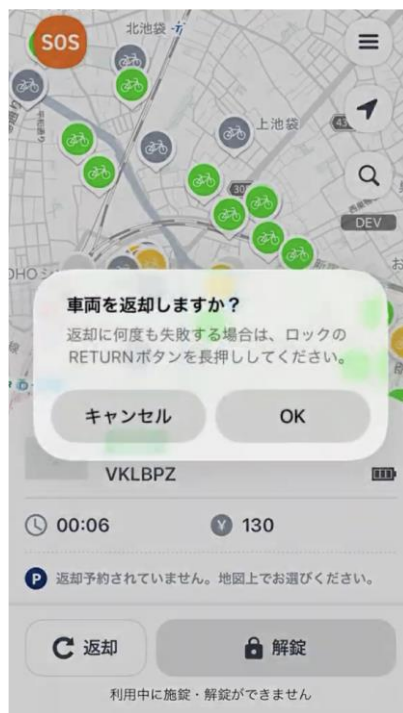 SOS
北池袋
上池袋
DEV
車両を返却しますか？
返却に何度も失敗する場合は、ロックの
RETURNボタンを長押ししてください。
キャンセル
OK
VKLBPZ
00:06
Y 130
P 返却予約されていません。地図上でお選びください。
返却
解錠
利用中に施錠・解錠ができません